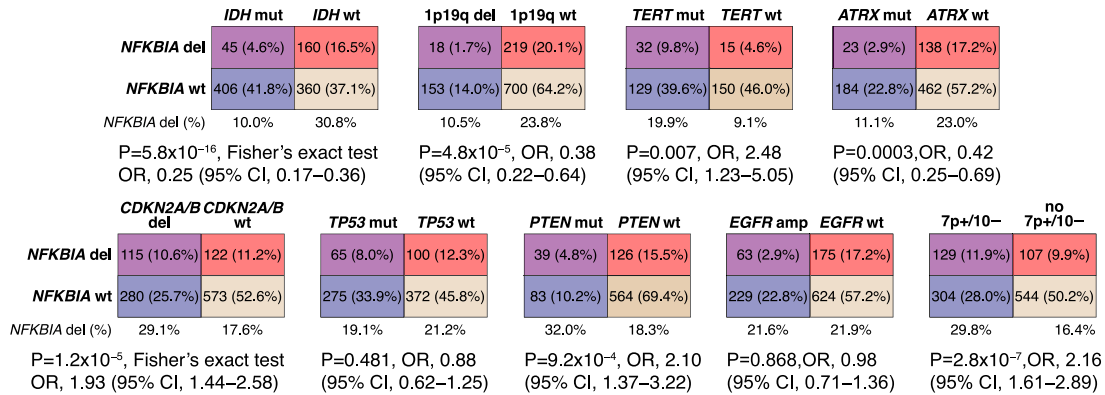 IDH mut IDH wt 1p19q del 1p19q wt TERT mut TERT wt ATRX mut ATRX wt
NFKBIA del 45 (4.6%) 160 (16.5%) 18 (1.7%) 219 (20.1%) 32 (9.8%) 15 (4.6%) 23 (2.9%) 138 (17.2%)
NFKBIA wt 406 (41.8%) 360 (37.1%) 153 (14.0%) 700 (64.2%) 129 (39.6%) 150 (46.0%) 184 (22.8%) 462 (57.2%)
NFKBIA del (%) 10.0% 30.8% 10.5% 23.8% 19.9% 9.1% 11.1% 23.0%
P=5.8x10⁻¹⁶, Fisher's exact test P=4.8x10⁻⁵, OR, 0.38 P=0.007, OR, 2.48 P=0.0003,OR, 0.42
OR, 0.25 (95% CI, 0.17–0.36) (95% CI, 0.22–0.64) (95% CI, 1.23–5.05) (95% CI, 0.25–0.69)
CDKN2A/B del CDKN2A/B wt TP53 mut TP53 wt PTEN mut PTEN wt EGFR amp EGFR wt 7p+/10– no 7p+/10–
NFKBIA del 115 (10.6%) 122 (11.2%) 65 (8.0%) 100 (12.3%) 39 (4.8%) 126 (15.5%) 63 (2.9%) 175 (17.2%) 129 (11.9%) 107 (9.9%)
NFKBIA wt 280 (25.7%) 573 (52.6%) 275 (33.9%) 372 (45.8%) 83 (10.2%) 564 (69.4%) 229 (22.8%) 624 (57.2%) 304 (28.0%) 544 (50.2%)
NFKBIA del (%) 29.1% 17.6% 19.1% 21.2% 32.0% 18.3% 21.6% 21.9% 29.8% 16.4%
P=1.2x10⁻⁵, Fisher's exact test P=0.481, OR, 0.88 P=9.2x10⁻⁴, OR, 2.10 P=0.868,OR, 0.98 P=2.8x10⁻⁷,OR, 2.16
OR, 1.93 (95% CI, 1.44–2.58) (95% CI, 0.62–1.25) (95% CI, 1.37–3.22) (95% CI, 0.71–1.36) (95% CI, 1.61–2.89)